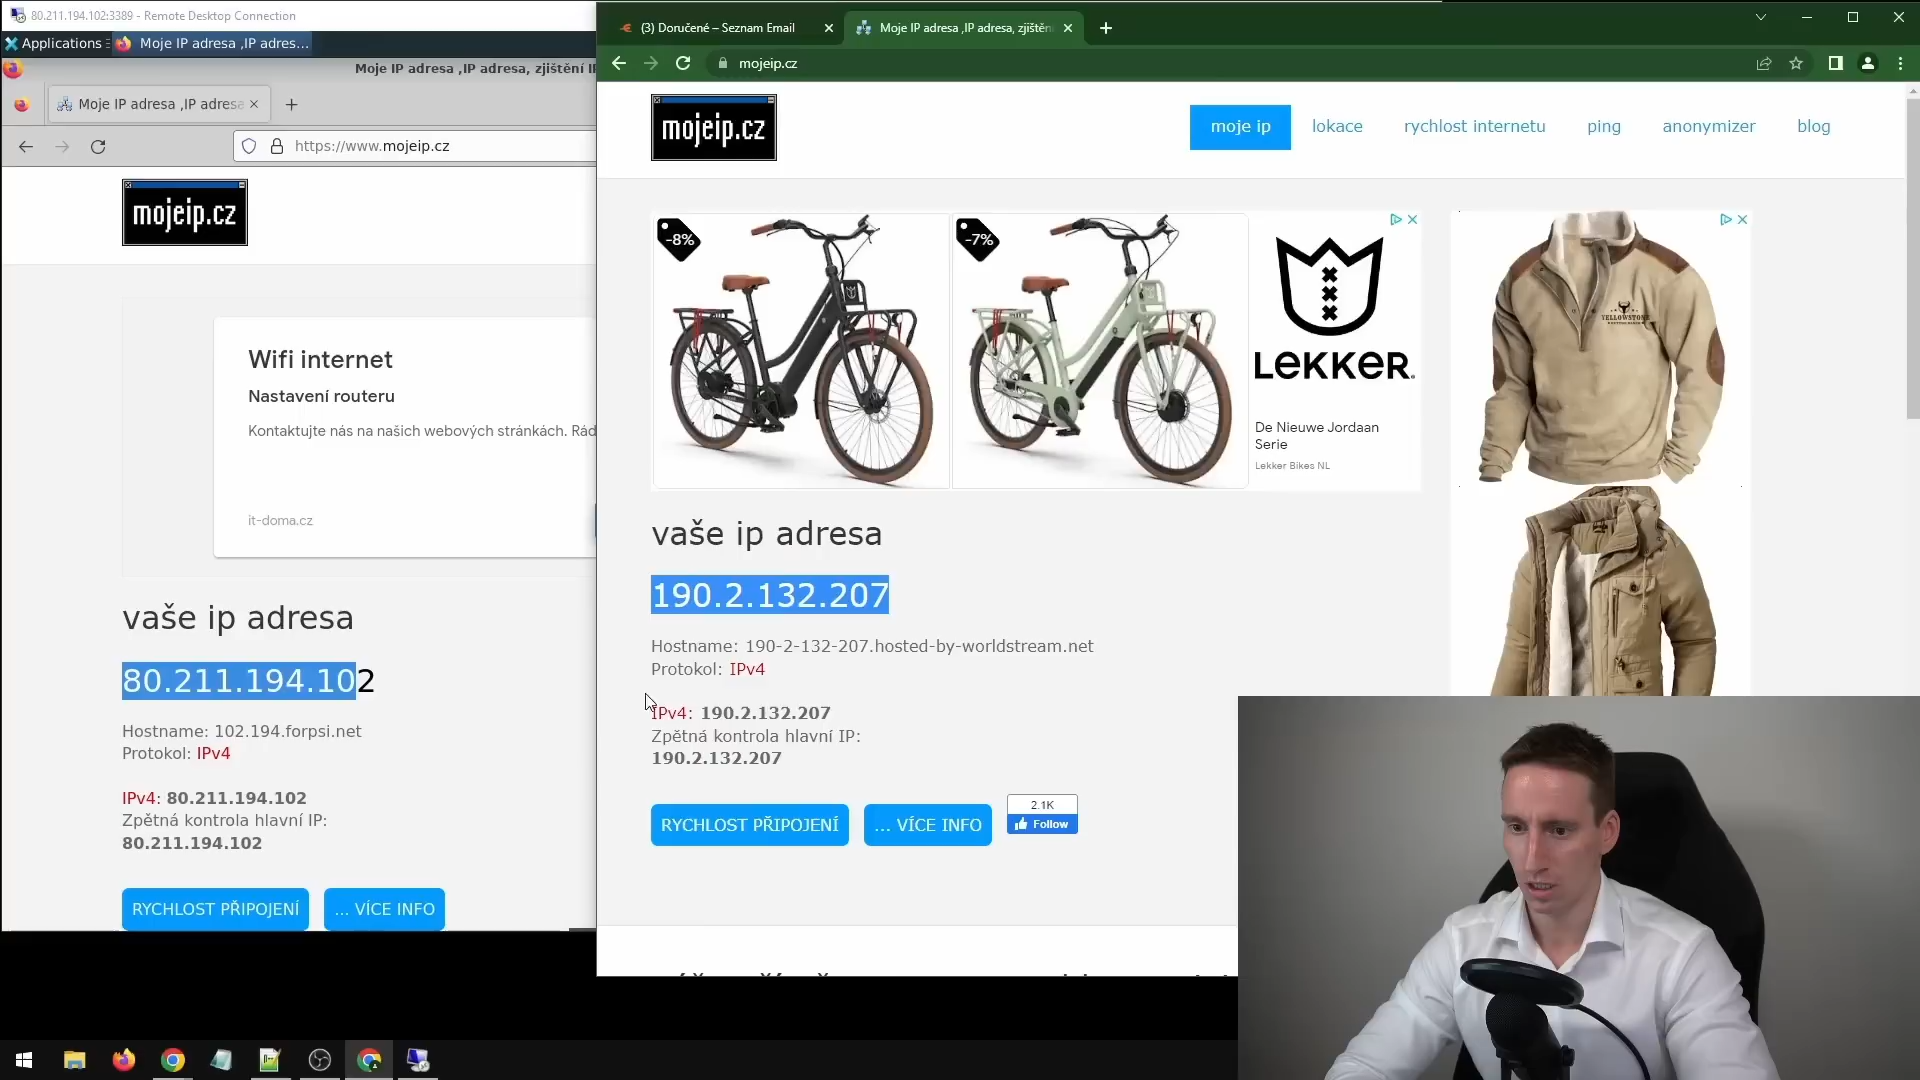 80.211.194.102:3389 - Remote Desktop Connection
Applications
Moje IP adresa ,IP adres...
Moje IP adresa ,IP adresa, zjištění I
Moje IP adresa ,IP adresa
https://www.mojeip.cz
mojeip.cz
Wifi internet
Nastavení routeru
Kontaktujte nás na našich webových stránkách. Rád
it-doma.cz
vaše ip adresa
80.211.194.102
Hostname: 102.194.forpsi.net
Protokol: IPv4
IPv4: 80.211.194.102
Zpětná kontrola hlavní IP:
80.211.194.102
RYCHLOST PŘIPOJENÍ
... VÍCE INFO
(3) Doručené – Seznam Email
Moje IP adresa ,IP adresa, zjištěn
mojeip.cz
mojeip.cz
moje ip
lokace
rychlost internetu
ping
anonymizer
blog
-8%
-7%
LEKKER.
De Nieuwe Jordaan
Serie
Lekker Bikes NL
YELLOWSTONE
vaše ip adresa
190.2.132.207
Hostname: 190-2-132-207.hosted-by-worldstream.net
Protokol: IPv4
IPv4: 190.2.132.207
Zpětná kontrola hlavní IP:
190.2.132.207
RYCHLOST PŘIPOJENÍ
... VÍCE INFO
2.1K
Follow